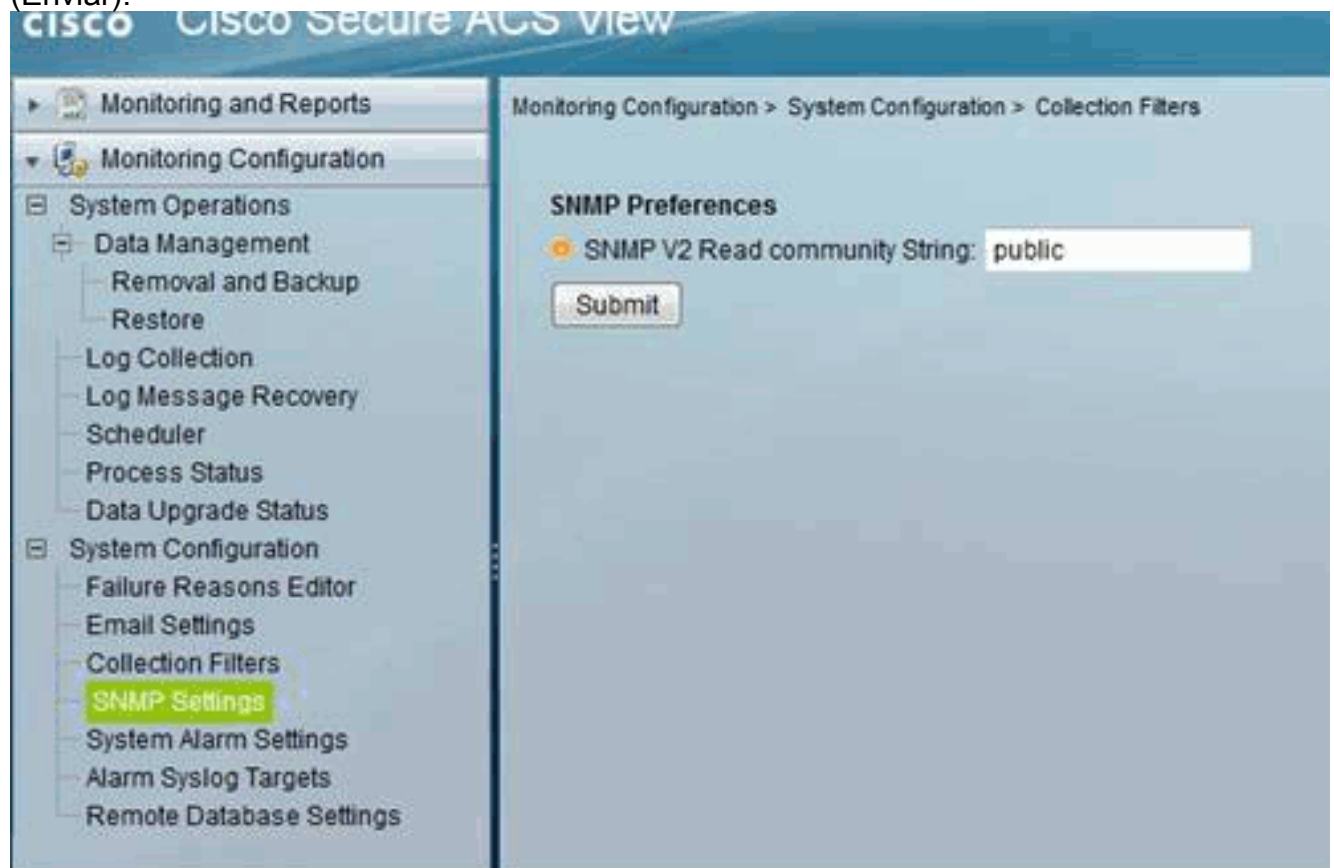 (Enviar).
CISCO Cisco Secure ACS View
Monitoring and Reports
Monitoring Configuration
System Operations
Data Management
Removal and Backup
Restore
Log Collection
Log Message Recovery
Scheduler
Process Status
Data Upgrade Status
System Configuration
Failure Reasons Editor
Email Settings
Collection Filters
SNMP Settings
System Alarm Settings
Alarm Syslog Targets
Remote Database Settings
Monitoring Configuration > System Configuration > Collection Filters
SNMP Preferences
SNMP V2 Read community String: public
Submit